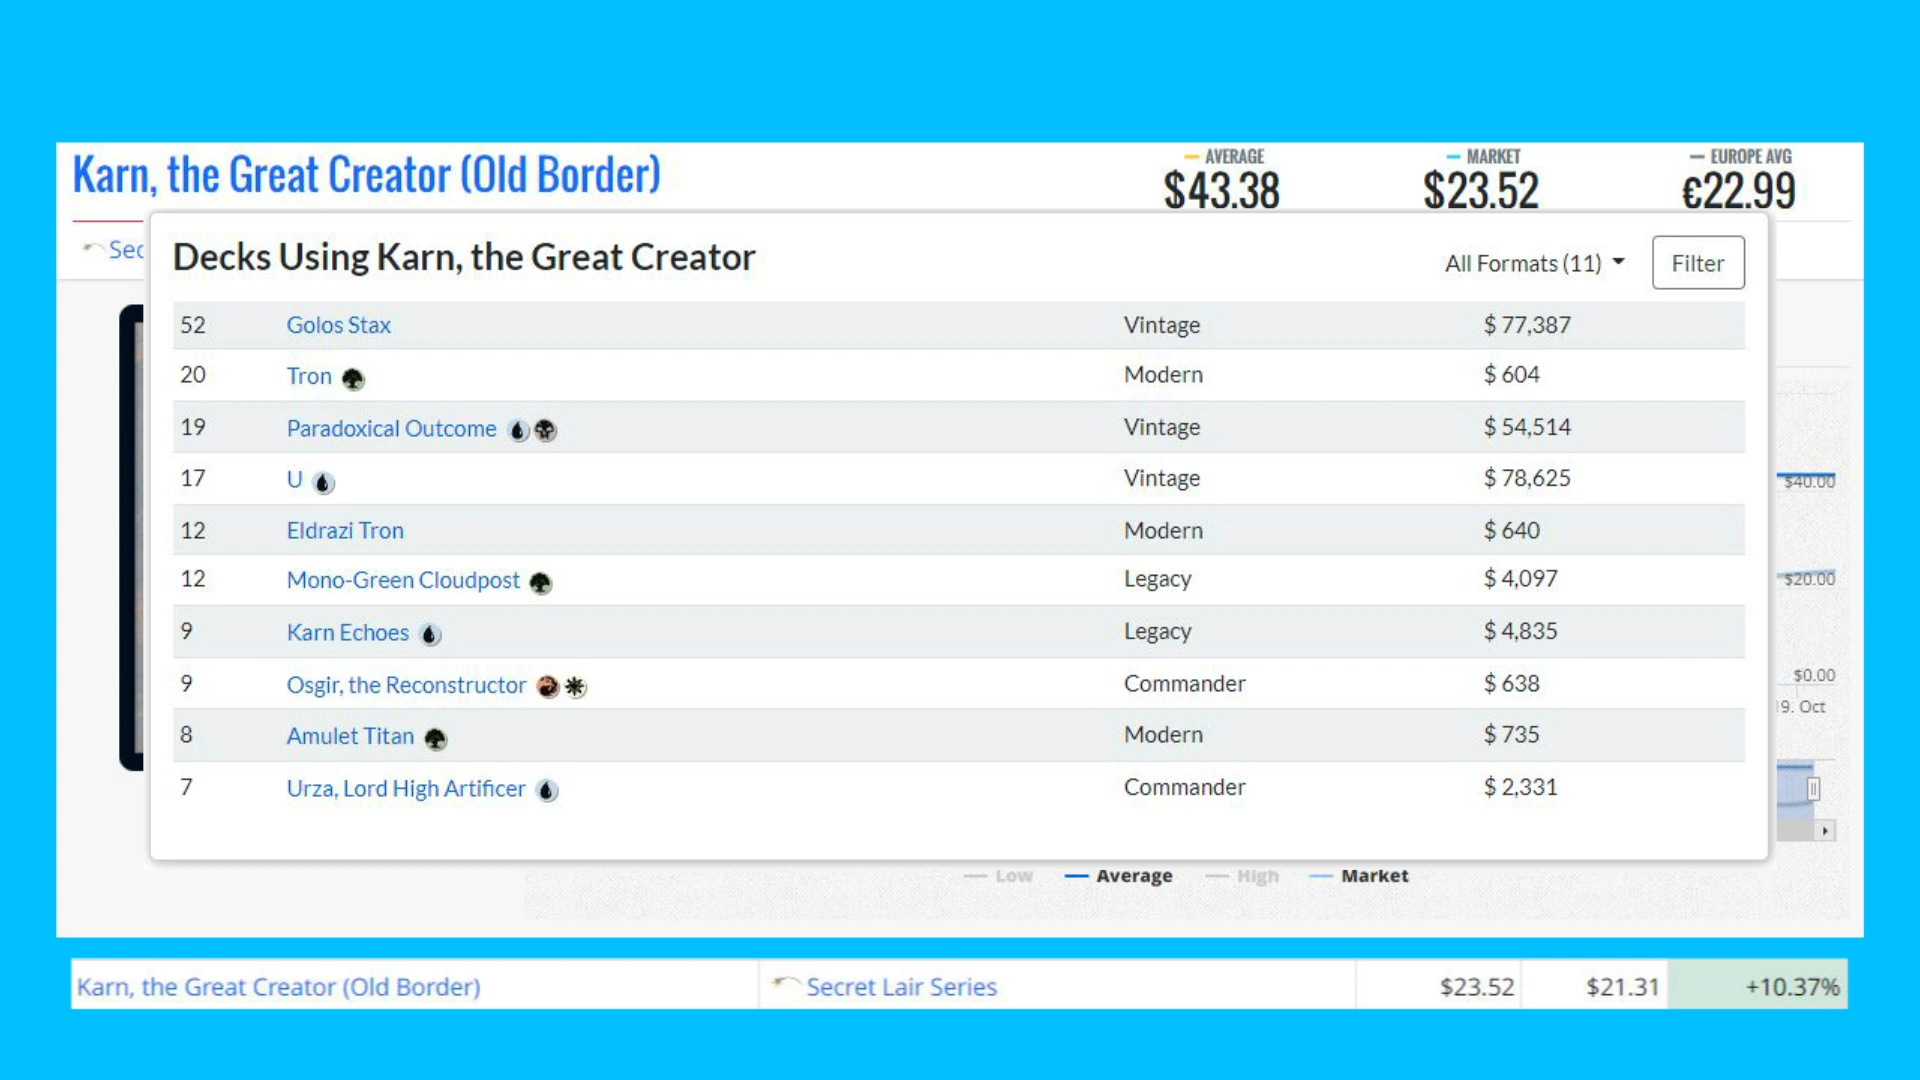 Karn, the Great Creator (Old Border)
AVERAGE
$43.38
MARKET
$23.52
EUROPE AVG
€22.99
Sec
Decks Using Karn, the Great Creator
All Formats (11)
Filter
52 Golos Stax Vintage $ 77,387
20 Tron Modern $ 604
19 Paradoxical Outcome Vintage $ 54,514
17 U Vintage $ 78,625
12 Eldrazi Tron Modern $ 640
12 Mono-Green Cloudpost Legacy $ 4,097
9 Karn Echoes Legacy $ 4,835
9 Osgir, the Reconstructor Commander $ 638
8 Amulet Titan Modern $ 735
7 Urza, Lord High Artificer Commander $ 2,331
$40.00
$20.00
$0.00
19. Oct
Low Average High Market
Karn, the Great Creator (Old Border) Secret Lair Series $23.52 $21.31 +10.37%